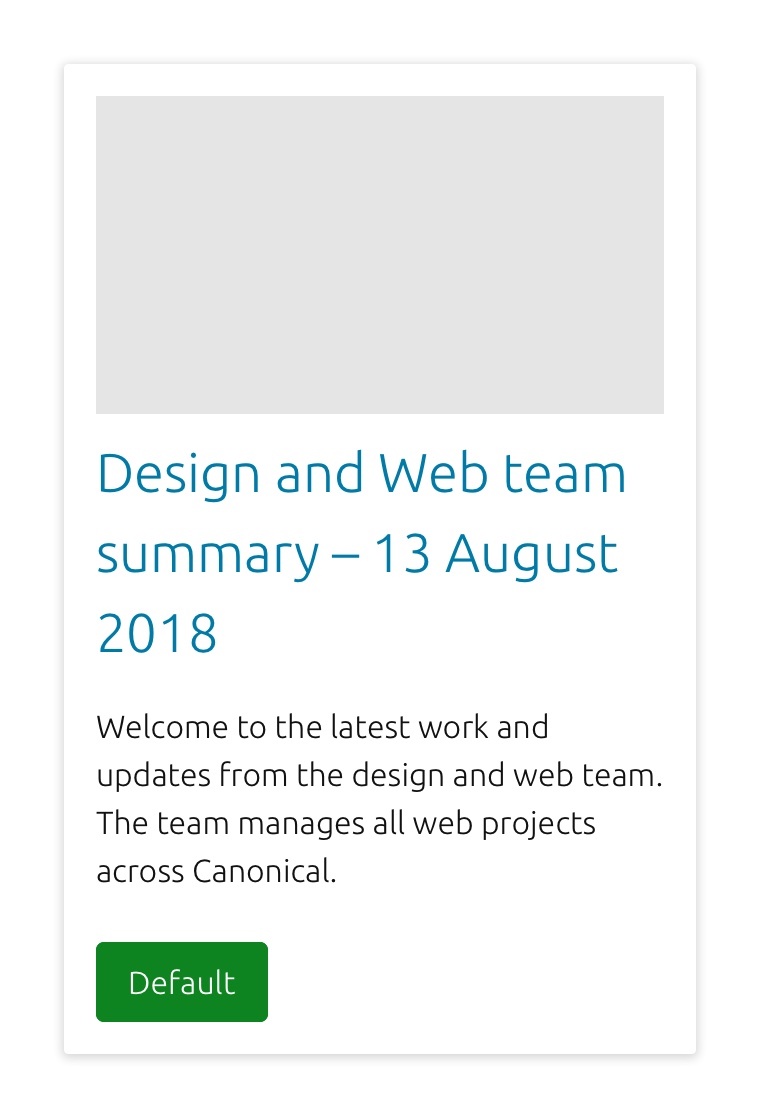 Design and Web team
summary – 13 August
2018
Welcome to the latest work and
updates from the design and web team.
The team manages all web projects
across Canonical.
Default